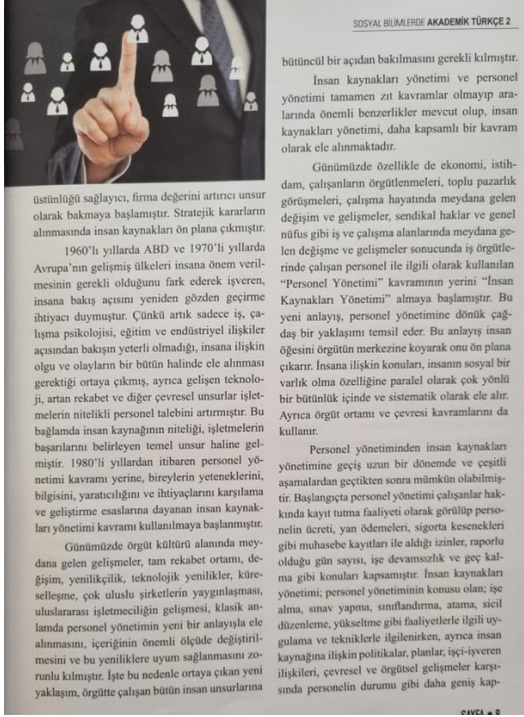 SOSYAL BİLİMLERDE AKADEMİK TÜRKÇE 2
üstünlüğü sağlayıcı, firma değerini artırıcı unsur
olarak bakmaya başlamıştır. Stratejik kararların
alınmasında insan kaynakları ön plana çıkmıştır.
1960'lı yıllarda ABD ve 1970'li yıllarda
Avrupa'nın gelişmiş ülkeleri insana önem veril-
mesinin gerekli olduğunu fark ederek işveren,
insana bakış açısını yeniden gözden geçirme
ihtiyacı duymuştur. Çünkü artık sadece iş, ça-
lışma psikolojisi, eğitim ve endüstriyel ilişkiler
açısından bakışın yeterli olmadığı, insana ilişkin
olgu ve olayların bir bütün halinde ele alınması
gerektiği ortaya çıkmış, ayrıca gelişen teknolo-
ji, artan rekabet ve diğer çevresel unsurlar işlet-
melerin nitelikli personel talebini artırmıştır. Bu
bağlamda insan kaynağının niteliği, işletmelerin
başarılarını belirleyen temel unsur haline gel-
miştir. 1980'li yıllardan itibaren personel yö-
netimi kavramı yerine, bireylerin yeteneklerini,
bilgisini, yaratıcılığını ve ihtiyaçlarını karşılama
ve geliştirme esaslarına dayanan insan kaynak-
ları yönetimi kavramı kullanılmaya başlanmıştır.
Günümüzde örgüt kültürü alanında mey-
dana gelen gelişmeler, tam rekabet ortamı, de-
ğişim, yenilikçilik, teknolojik yenilikler, küre-
selleşme, çok uluslu şirketlerin yaygınlaşması,
uluslararası işletmeciliğin gelişmesi, klasik an-
lamda personel yönetimin yeni bir anlayışla ele
alınmasını, içeriğinin önemli ölçüde değiştiril-
mesini ve bu yeniliklere uyum sağlanmasını zo-
runlu kılmıştır. İşte bu nedenle ortaya çıkan yeni
yaklaşım, örgütte çalışan bütün insan unsurlarına
bütüncül bir açıdan bakılmasını gerekli kılmıştır.
İnsan kaynakları yönetimi ve personel
yönetimi tamamen zıt kavramlar olmayıp ara-
larında önemli benzerlikler mevcut olup, insan
kaynakları yönetimi, daha kapsamlı bir kavram
olarak ele alınmaktadır.
Günümüzde özellikle de ekonomi, istih-
dam, çalışanların örgütlenmeleri, toplu pazarlık
görüşmeleri, çalışma hayatında meydana gelen
değişim ve gelişmeler, sendikal haklar ve genel
nüfus gibi iş ve çalışma alanlarında meydana ge-
len değişme ve gelişmeler sonucunda iş örgütle-
rinde çalışan personel ile ilgili olarak kullanılan
“Personel Yönetimi” kavramının yerini “İnsan
Kaynakları Yönetimi” almaya başlamıştır. Bu
yeni anlayış, personel yönetimine dönük çağ-
daş bir yaklaşımı temsil eder. Bu anlayış insan
öğesini örgütün merkezine koyarak onu ön plana
çıkarır. İnsana ilişkin konuları, insanın sosyal bir
varlık olma özelliğine paralel olarak çok yönlü
bir bütünlük içinde ve sistematik olarak ele alır.
Ayrıca örgüt ortamı ve çevresi kavramlarını da
kullanır.
Personel yönetiminden insan kaynakları
yönetimine geçiş uzun bir dönemde ve çeşitli
aşamalardan geçtikten sonra mümkün olabilmiş-
tir. Başlangıçta personel yönetimi çalışanlar hak-
kında kayıt tutma faaliyeti olarak görülüp perso-
nelin ücreti, yan ödemeleri, sigorta kesenekleri
gibi muhasebe kayıtları ile aldığı izinler, raporlu
olduğu gün sayısı, işe devamsızlık ve geç kal-
ma gibi konuları kapsamıştır. İnsan kaynakları
yönetimi; personel yönetiminin konusu olan; işe
alma, sınav yapma, sınıflandırma, atama, sicil
düzenleme, yükseltme gibi faaliyetlerle ilgili uy-
gulama ve tekniklerle ilgilenirken, ayrıca insan
kaynağına ilişkin politikalar, planlar, işçi-işveren
ilişkileri, çevresel ve örgütsel gelişmeler karşı-
sında personelin durumu gibi daha geniş kap-
SAYFA • 9